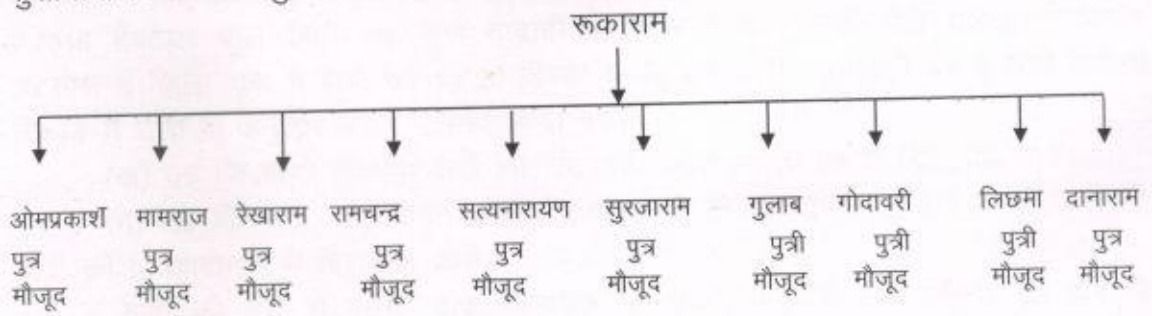 रूकाराम
ओमप्रकाश मामराज रेखाराम रामचन्द्र सत्यनारायण सुरजाराम गुलाब गोदावरी लिछमा दानाराम
पुत्र पुत्र पुत्र पुत्र पुत्र पुत्र पुत्री पुत्री पुत्री पुत्र
मौजूद मौजूद मौजूद मौजूद मौजूद मौजूद मौजूद मौजूद मौजूद मौजूद